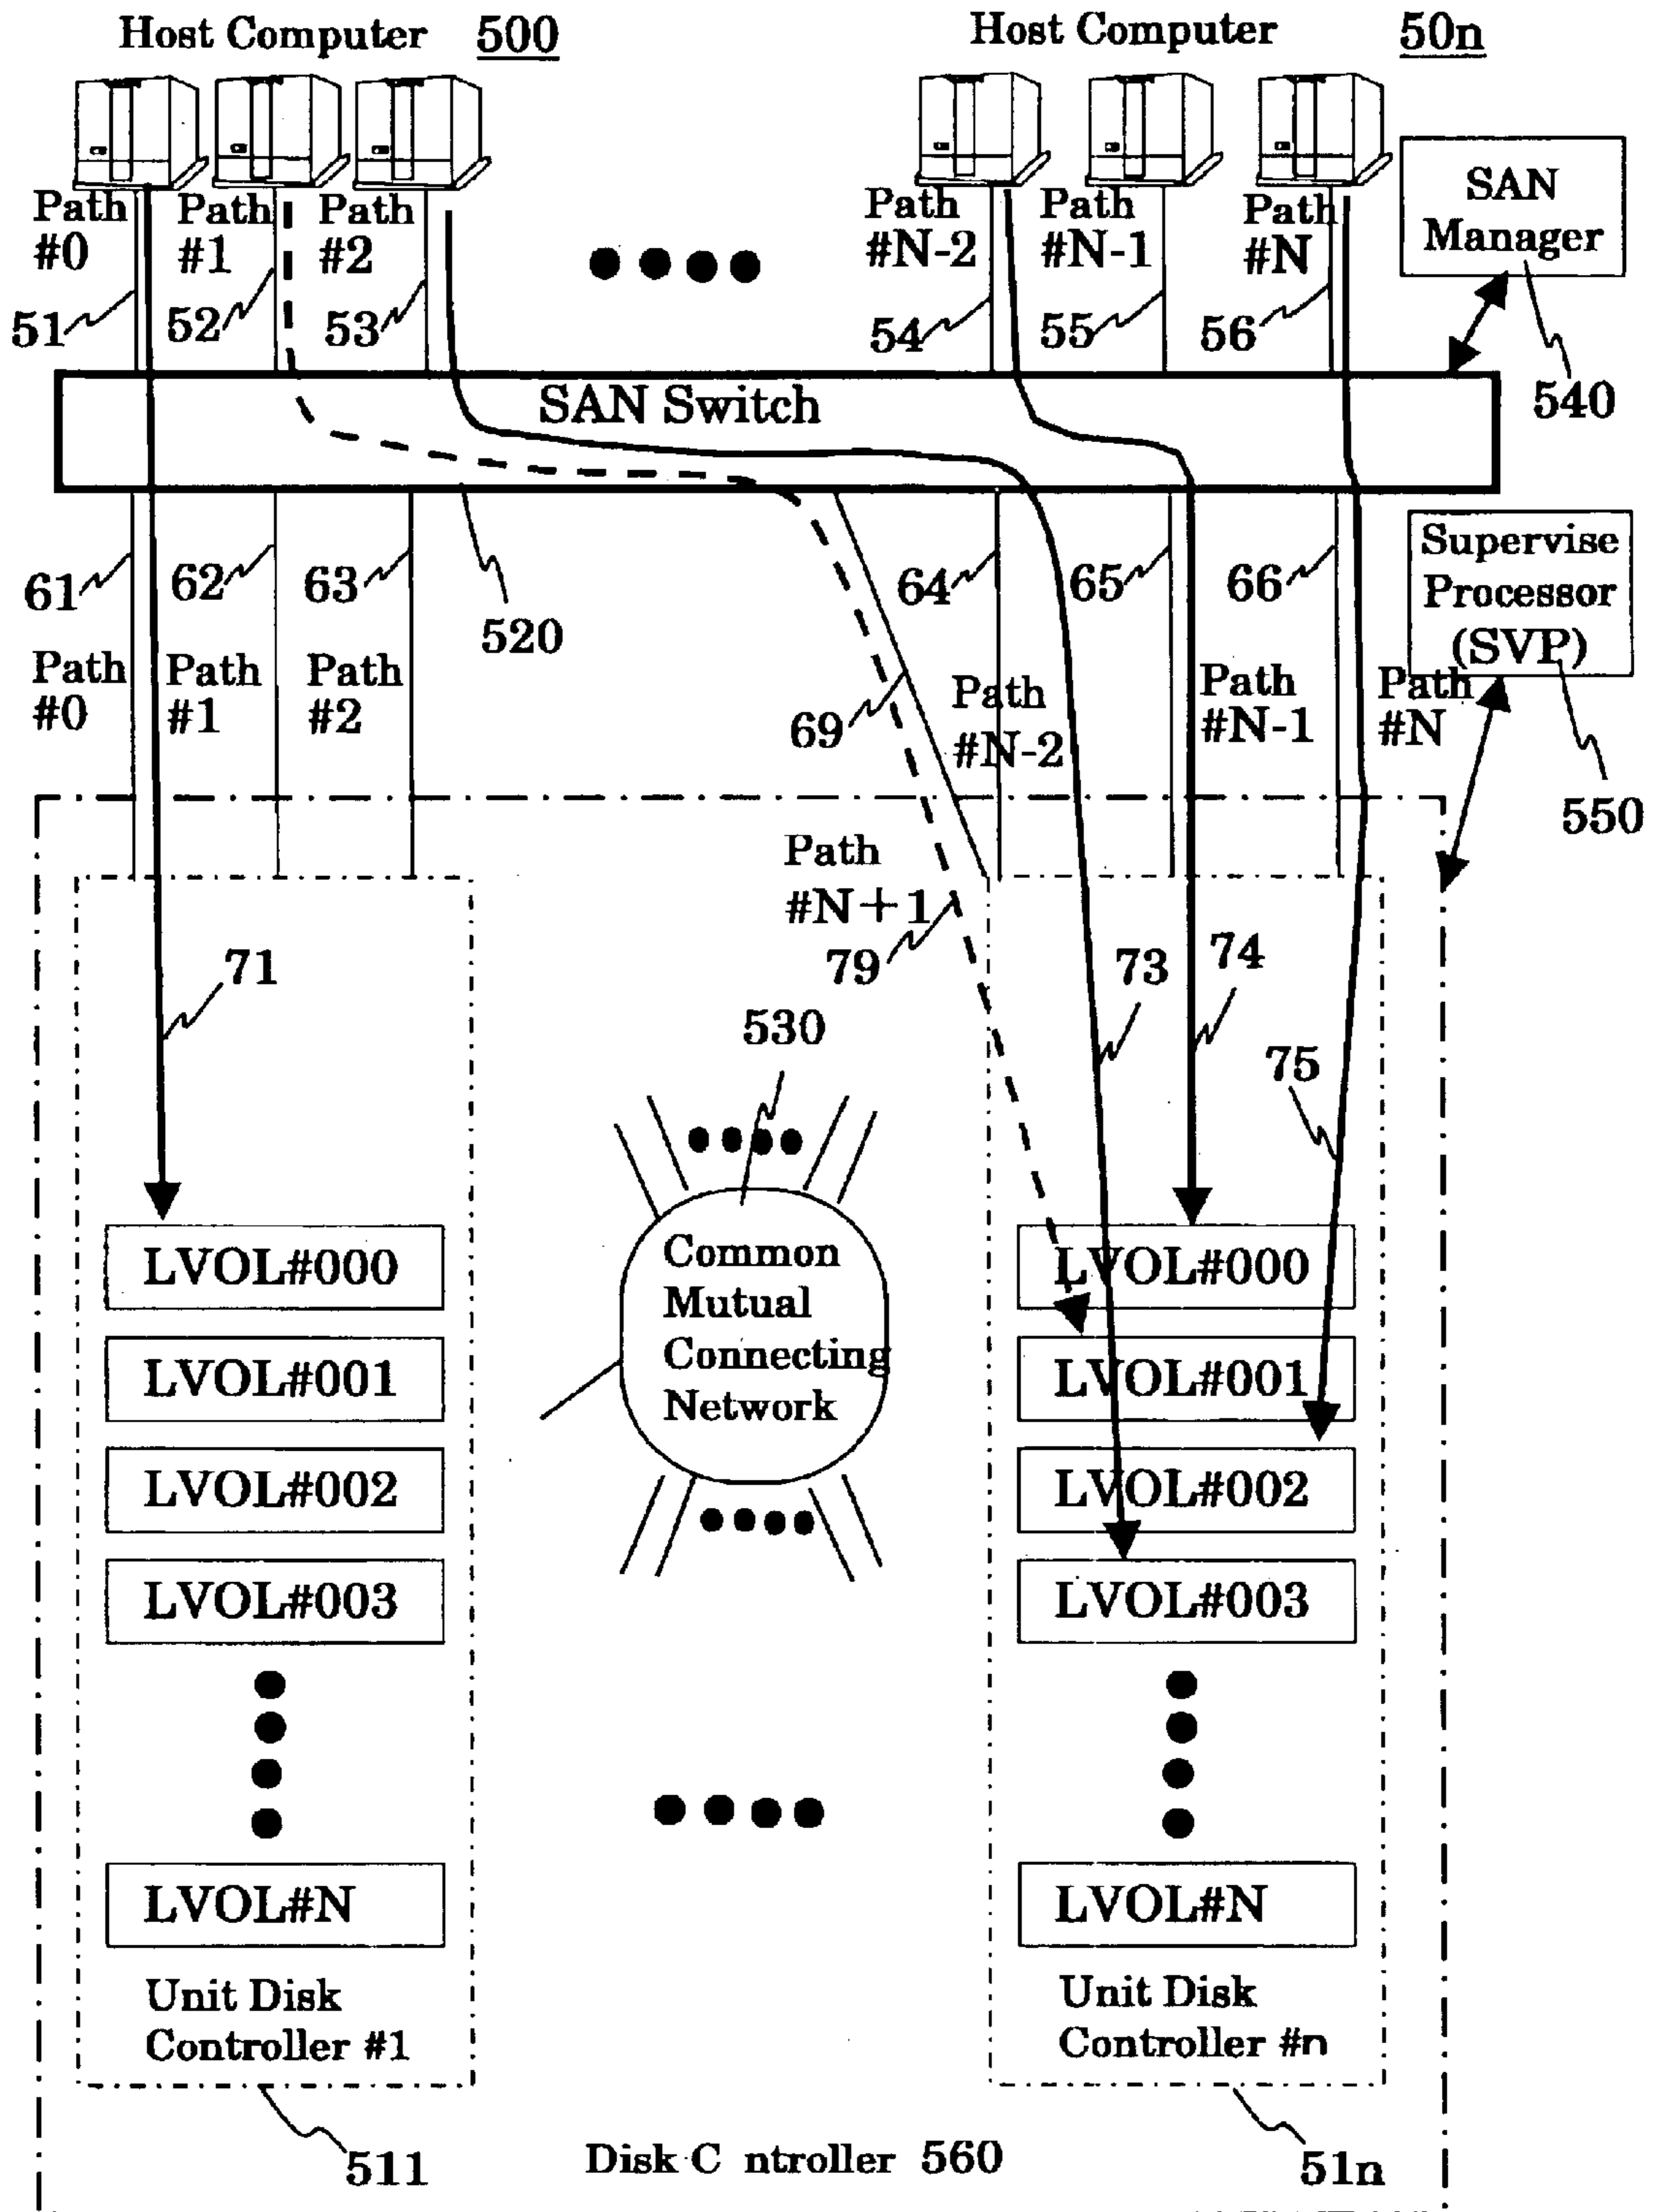 Host Computer 500
Host Computer 50n
SAN
Manager
540
Path
#0
Path
#1
Path
#2
Path
#N-2
Path
#N-1
Path
#N
51
52
53
54
55
56
SAN Switch
61
62
63
520
64
65
66
Supervise
Processor
(SVP)
550
Path
#0
Path
#1
Path
#2
69
Path
#N-2
Path
#N-1
Path
#N
Path
#N+1
79
71
73
74
75
530
Common
Mutual
Connecting
Network
LVOL#000
LVOL#001
LVOL#002
LVOL#003
LVOL#N
Unit Disk
Controller #1
511
LVOL#000
LVOL#001
LVOL#002
LVOL#003
LVOL#N
Unit Disk
Controller #n
51n
Disk C ntroller 560